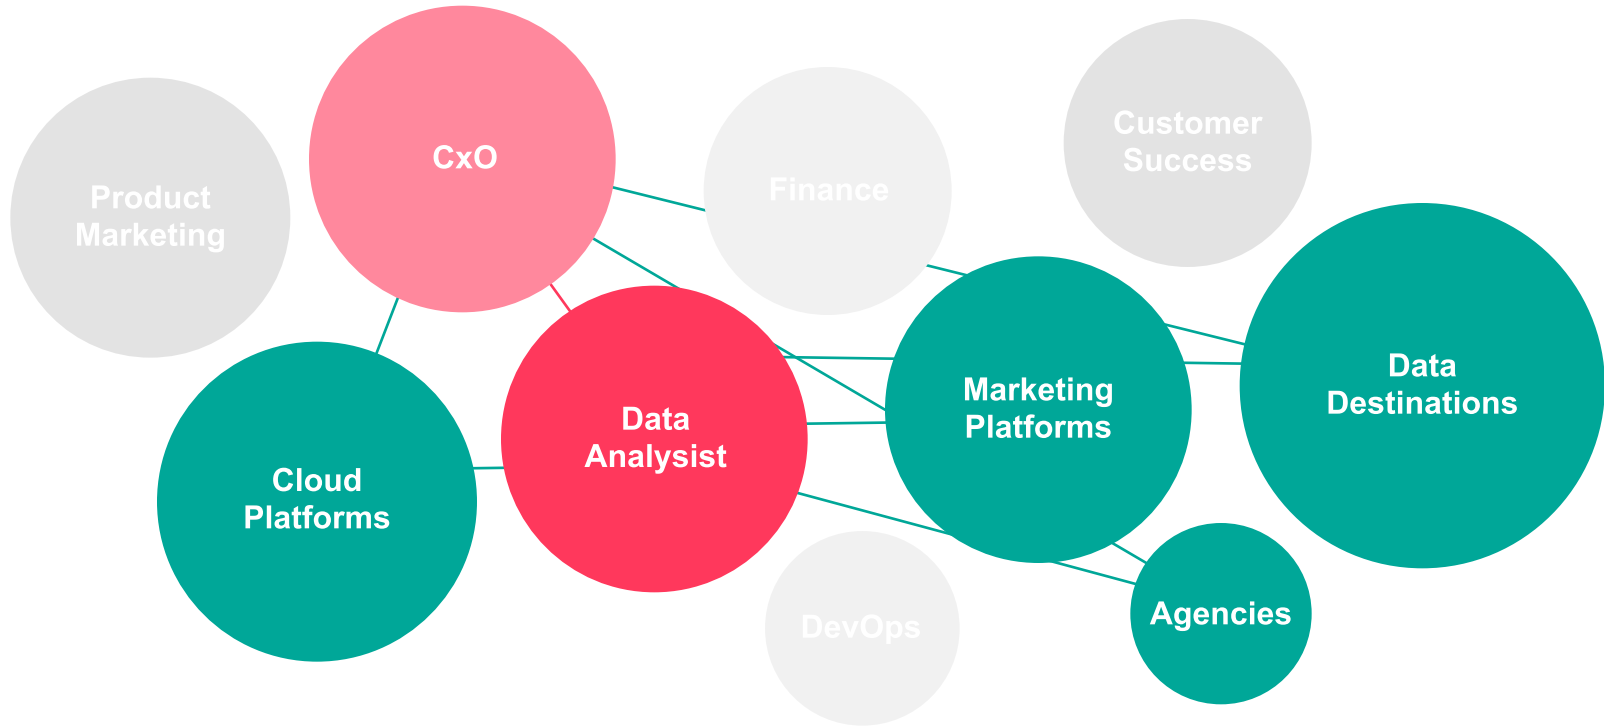 CxO
Product
Marketing
Finance
Customer
Success
Data
Analysist
Marketing
Platforms
Data
Destinations
Cloud
Platforms
DevOps
Agencies